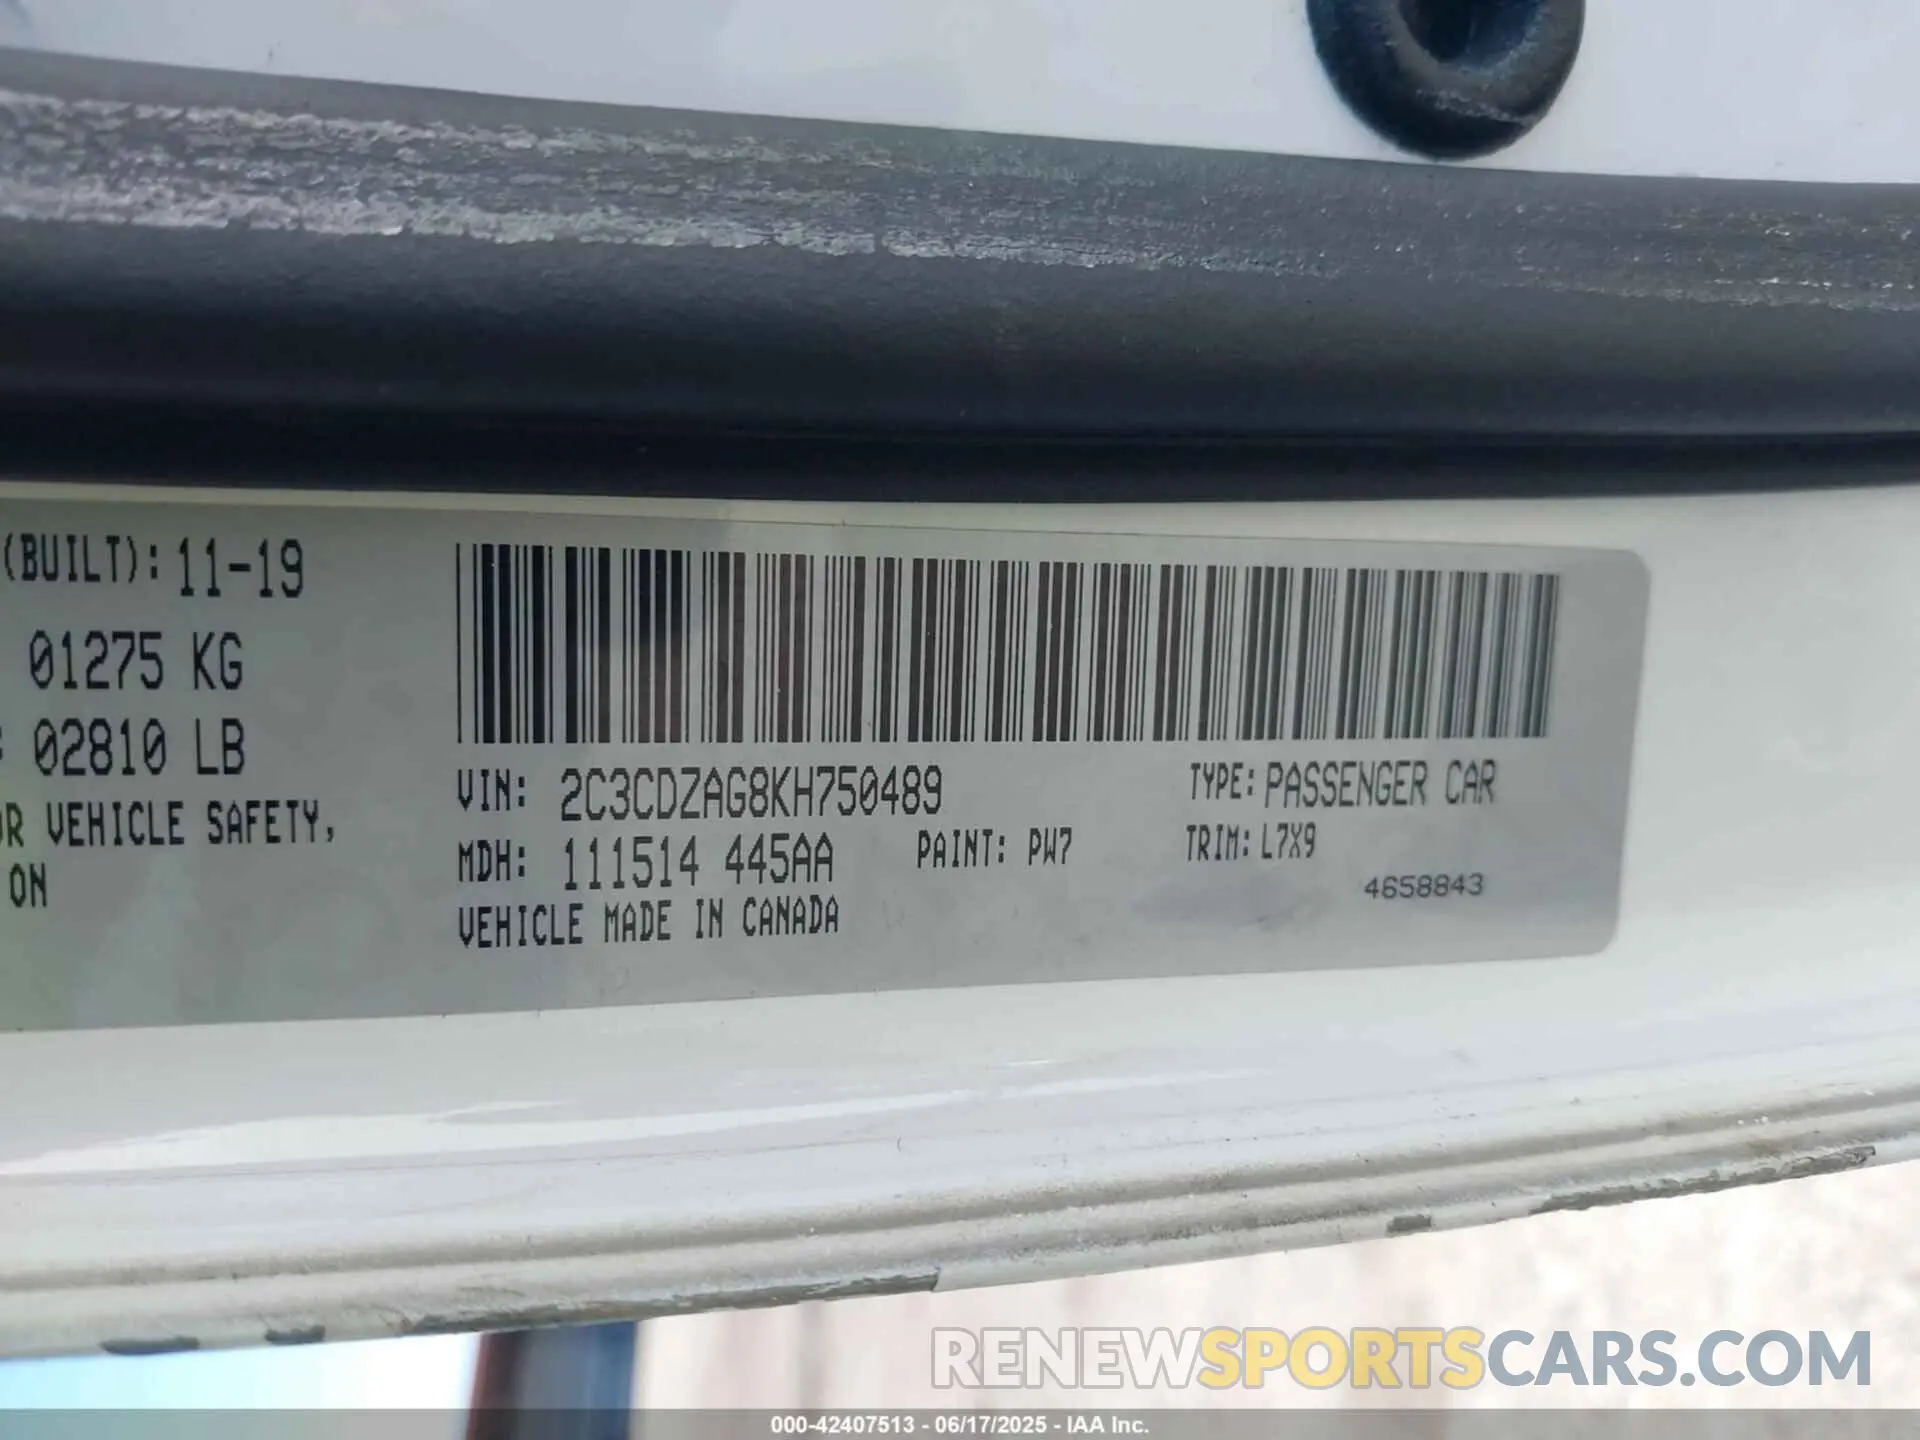 (BUILT): 11-19
01275 KG
02810 LB
VEHICLE SAFETY,
ON
VIN: 2C3CDZAG8KH750489
TYPE: PASSENGER CAR
MDH: 111514 445AA PAINT: PW7 TRIM: L7X9
VEHICLE MADE IN CANADA
4658843
RENEWSPORTSCARS.COM
000-42407513 - 06/17/2025 - IAA Inc.